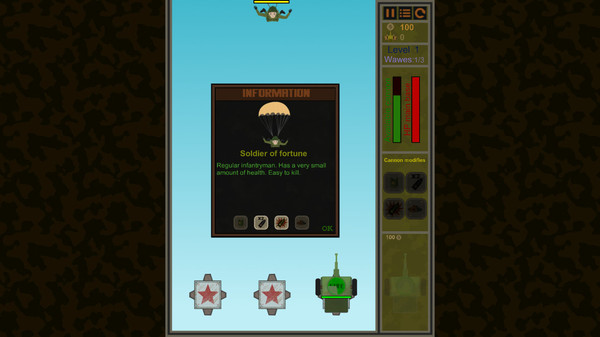 100
0
Level 1
Wawes:1/3
INFORMATION
Soldier of fortune
Regular infantryman. Has a very small
amount of health. Easy to kill.
OK
Cannon modifies
X2
100